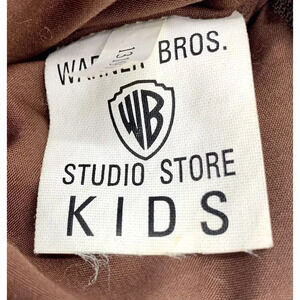 WARNER BROS.
WB
STUDIO STORE
KIDS